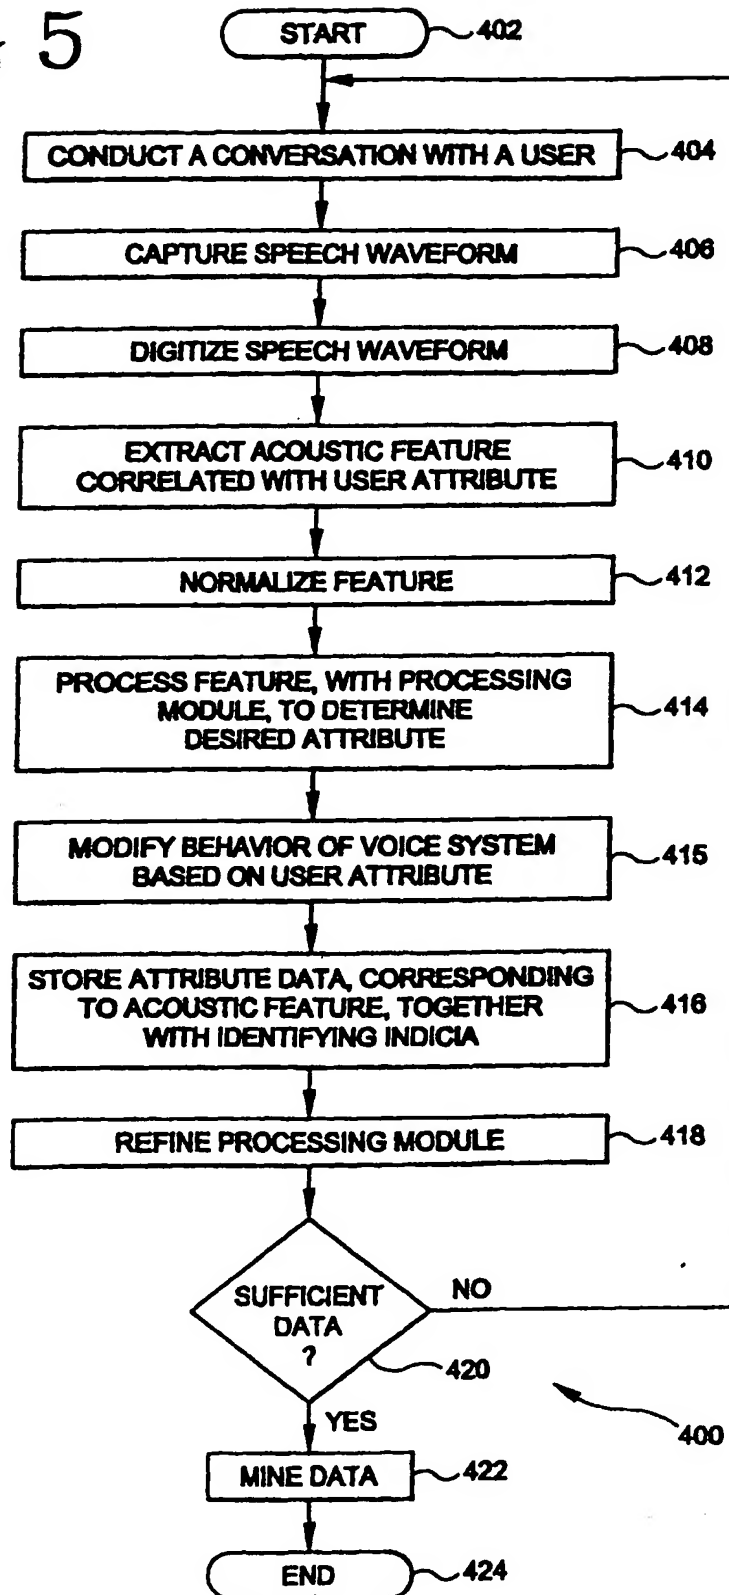 5
START 402
CONDUCT A CONVERSATION WITH A USER 404
CAPTURE SPEECH WAVEFORM 406
DIGITIZE SPEECH WAVEFORM 408
EXTRACT ACOUSTIC FEATURE
CORRELATED WITH USER ATTRIBUTE 410
NORMALIZE FEATURE 412
PROCESS FEATURE, WITH PROCESSING
MODULE, TO DETERMINE 414
DESIRED ATTRIBUTE
MODIFY BEHAVIOR OF VOICE SYSTEM 415
BASED ON USER ATTRIBUTE
STORE ATTRIBUTE DATA, CORRESPONDING
TO ACOUSTIC FEATURE, TOGETHER 416
WITH IDENTIFYING INDICIA
REFINE PROCESSING MODULE 418
SUFFICIENT NO
DATA
?
420
YES
400
MINE DATA 422
END 424